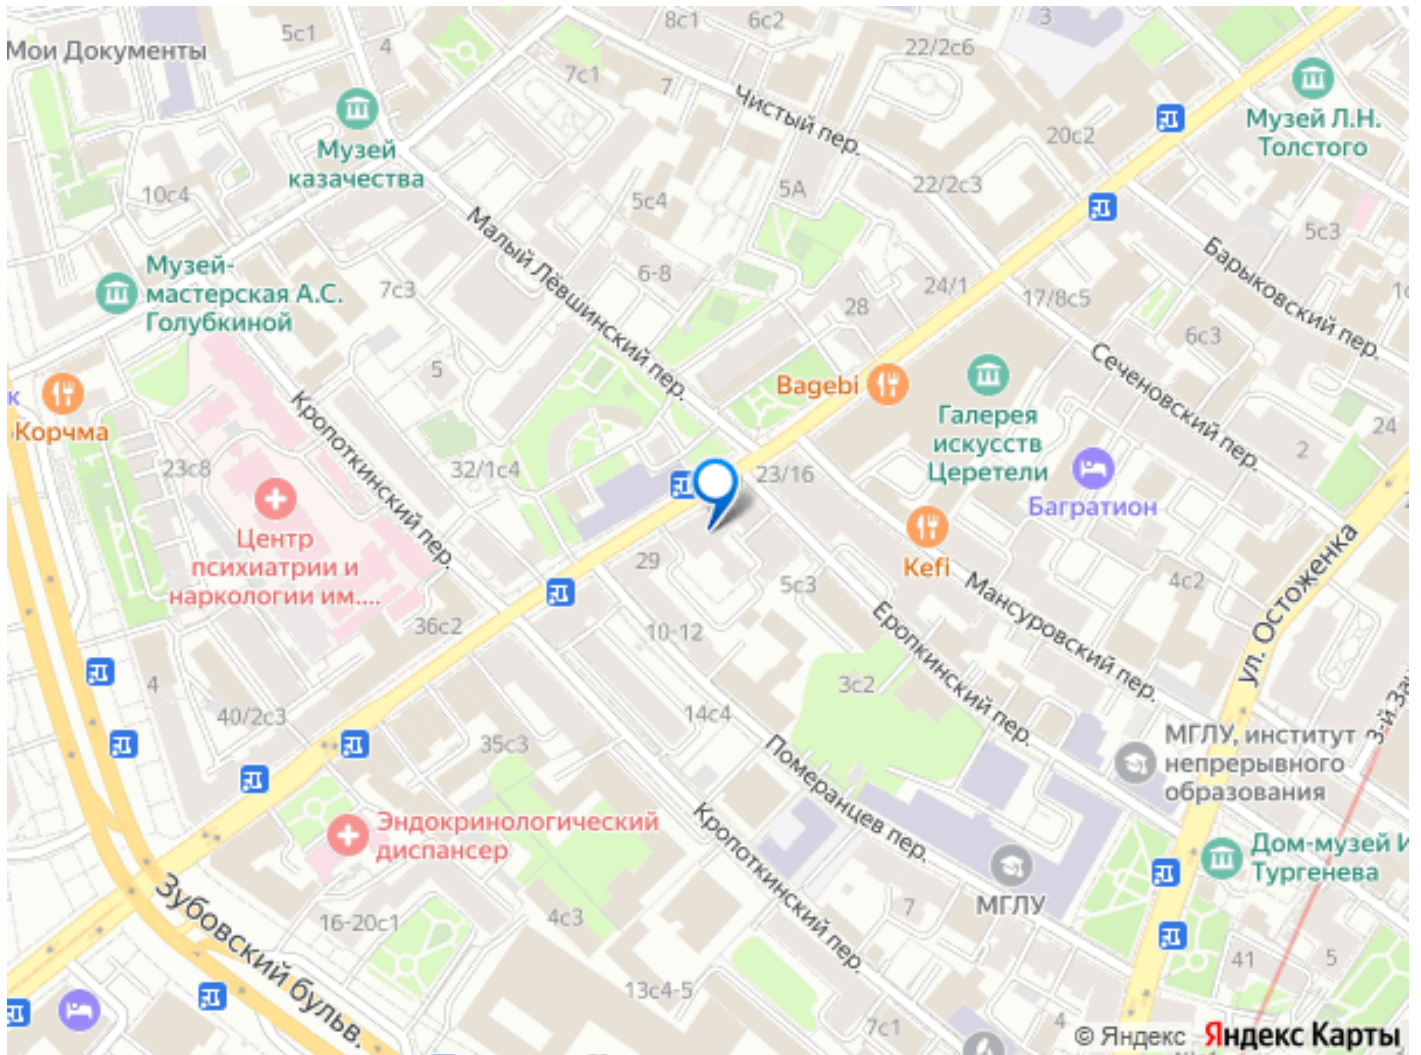 5с1
8с1
6с2
3
22/2с6
Мои Документы
4
7с1
7
Чистый пер.
20с2
Музей Л.Н.
Толстого
Музей
казачества
10с4
5с4
5А
22/2с3
Малый Лёвшинский пер.
5с3
Барыковский пер.
Музей-
мастерская А.С.
Голубкиной
7с3
6-8
24/1
17/8с5
28
6с3
Сеченовский пер.
5
Bagebi
к
Корчма
Кропоткинский пер.
Галерея
искусств
Церетели
24
2
23с8
32/1с4
23/16
Багратион
Центр
психиатрии и
наркологии им....
Kefi
ул. Остоженка
29
5с3
4с2
Мансуровский пер.
Еропкинский пер.
36с2
10-12
4
3с2
40/2с3
14с4
35с3
3-й За
МГЛУ, институт
непрерывного
образования
Померанцев пер.
Эндокринологический
диспансер
Кропоткинский пер.
Дом-музей И
Тургенева
МГЛУ
Зубовский бульв.
16-20с1
4с3
7
41
5
13с4-5
7с1
4
© Яндекс Яндекс Карты